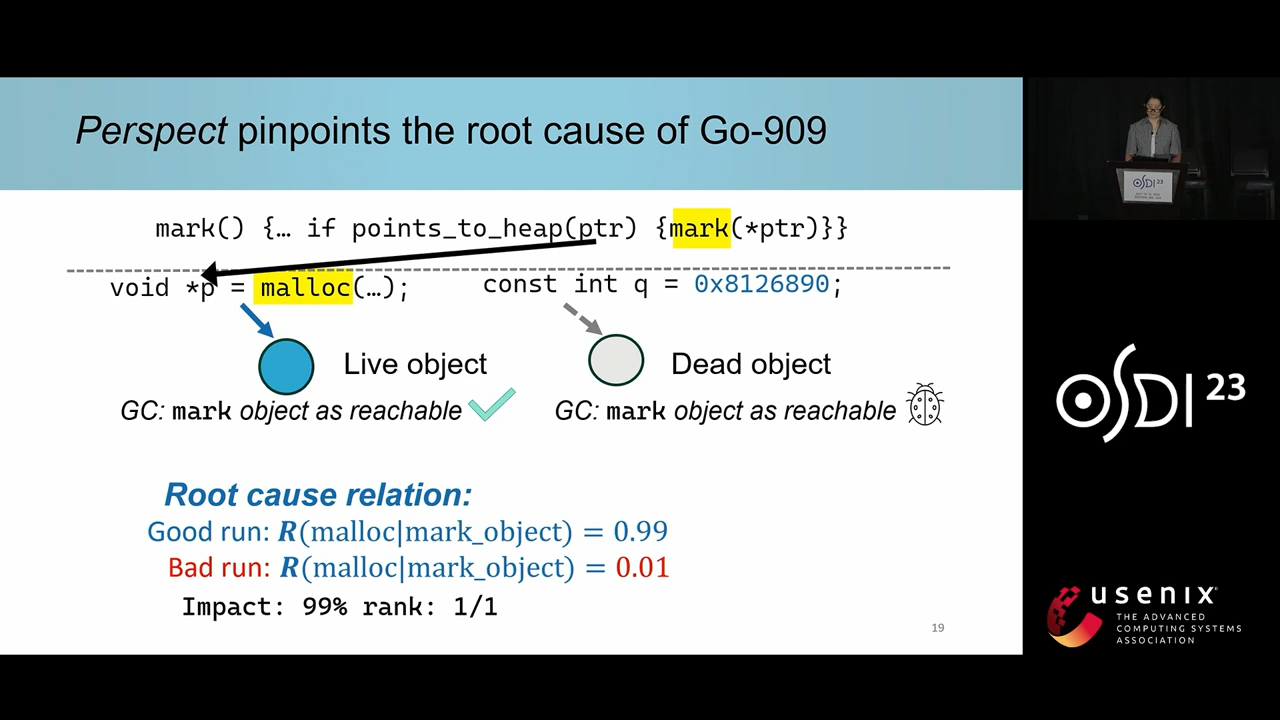 Perspect pinpoints the root cause of Go-909
mark() {… if points_to_heap(ptr) {mark(*ptr)}}
void *p = malloc(…);
const int q = 0x8126890;
Live object
Dead object
GC: mark object as reachable
GC: mark object as reachable
Root cause relation:
Good run: R(malloc|mark_object) = 0.99
Bad run: R(malloc|mark_object) = 0.01
Impact: 99% rank: 1/1
19
OSDI 23
OSDI 23
usenix
THE ADVANCED
COMPUTING SYSTEMS
ASSOCIATION